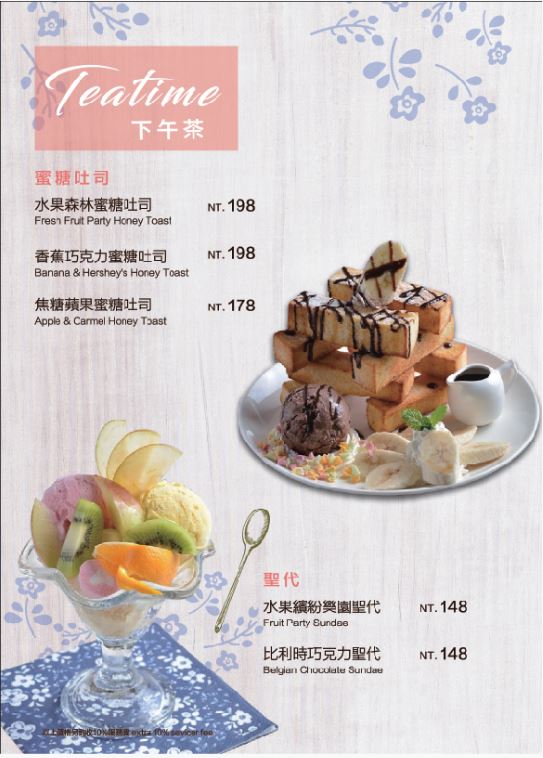 Teatime
下午茶
蜜糖吐司
水果森林蜜糖吐司 NT. 198
Fresh Fruit Party Honey Toast
香蕉巧克力蜜糖吐司 NT. 198
Banana & Hershey's Honey Toast
焦糖蘋果蜜糖吐司 NT. 178
Apple & Carmel Honey Toast
聖代
水果繽紛樂園聖代 NT. 148
Fruit Party Sundae
比利時巧克力聖代 NT. 148
Belgian Chocolate Sundae
以上價格另酌收10%服務費 extra 10% sevicer fee